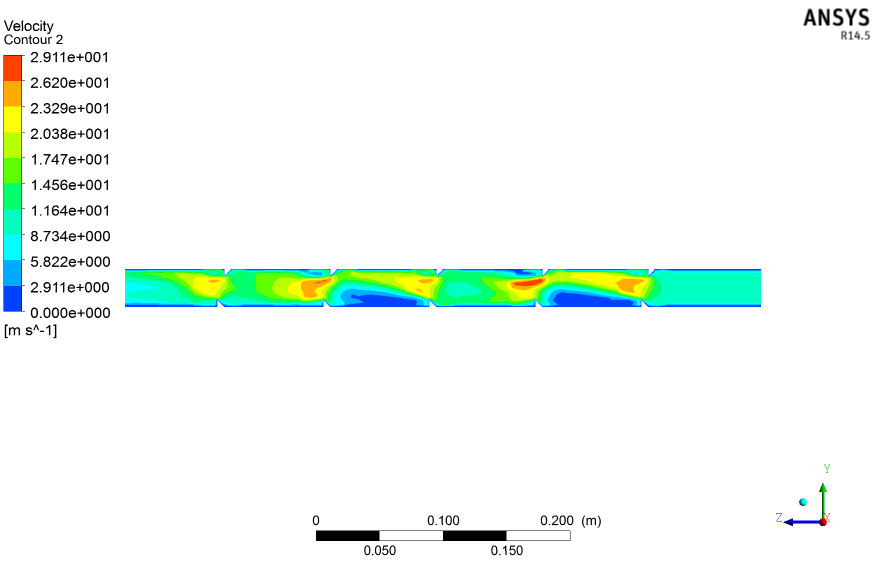 Velocity
Contour 2
2.911e+001
2.620e+001
2.329e+001
2.038e+001
1.747e+001
1.456e+001
1.164e+001
8.734e+000
5.822e+000
2.911e+000
0.000e+000
[m s^-1]
ANSYS
R14.5
0 0.100 0.200 (m)
0.050 0.150
Y
Z X